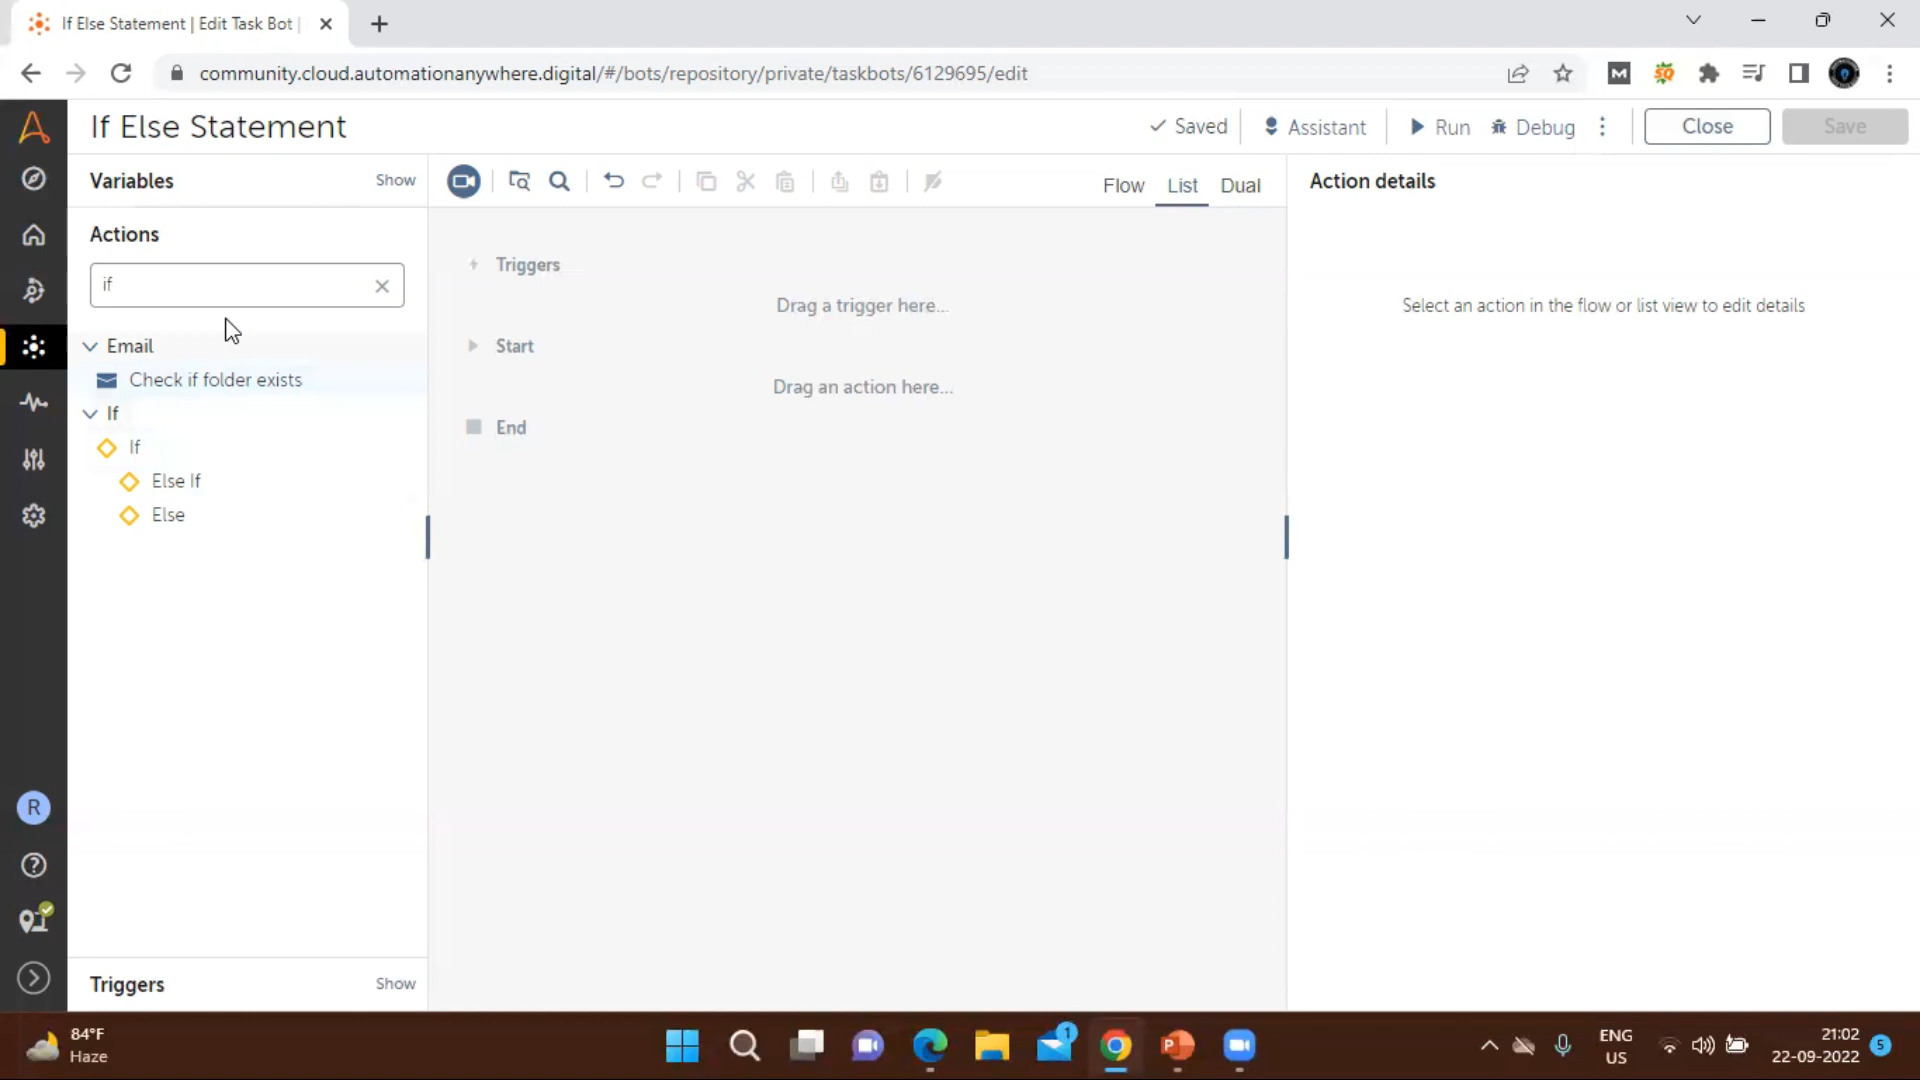 If Else Statement | Edit Task Bot |
community.cloud.automationanywhere.digital/#/bots/repository/private/taskbots/6129695/edit
If Else Statement
Saved
Assistant
Run
Debug
Close
Save
Variables
Show
Flow
List
Dual
Action details
Actions
if
Email
Check if folder exists
If
If
Else If
Else
Triggers
Drag a trigger here...
Start
Drag an action here...
End
Select an action in the flow or list view to edit details
R
Triggers
Show
84°F
Haze
1
ENG
US
21:02
22-09-2022
5